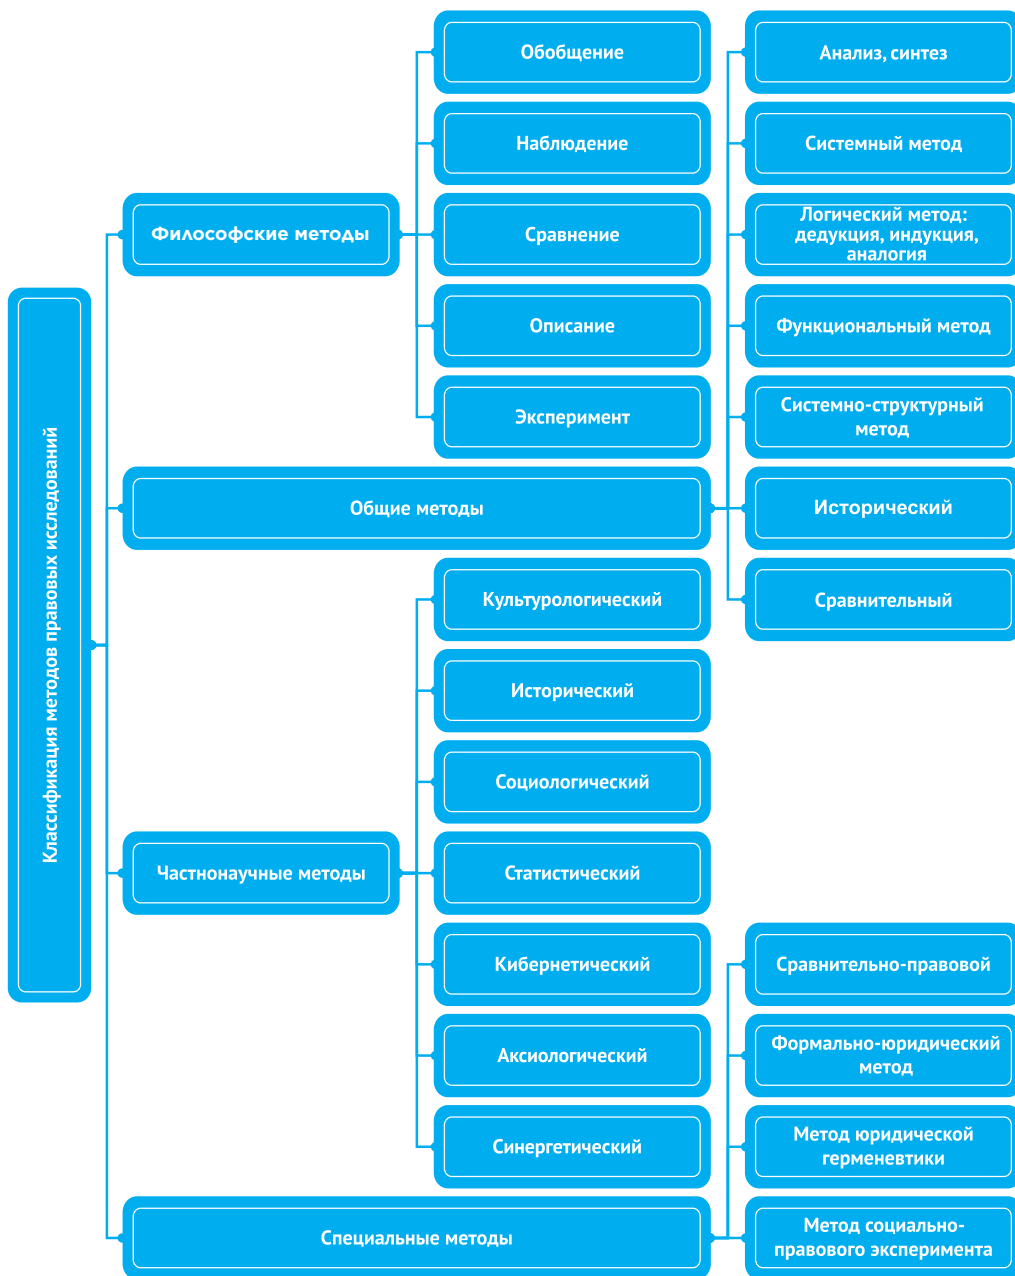 Классификация методов правовых исследований
Философские методы
Обобщение
Наблюдение
Сравнение
Описание
Эксперимент
Общие методы
Анализ, синтез
Системный метод
Логический метод:
дедукция, индукция,
аналогия
Функциональный метод
Системно-структурный
метод
Исторический
Сравнительный
Частнонаучные методы
Культурологический
Исторический
Социологический
Статистический
Кибернетический
Аксиологический
Синергетический
Специальные методы
Сравнительно-правовой
Формально-юридический
метод
Метод юридической
герменевтики
Метод социально-
правового эксперимента